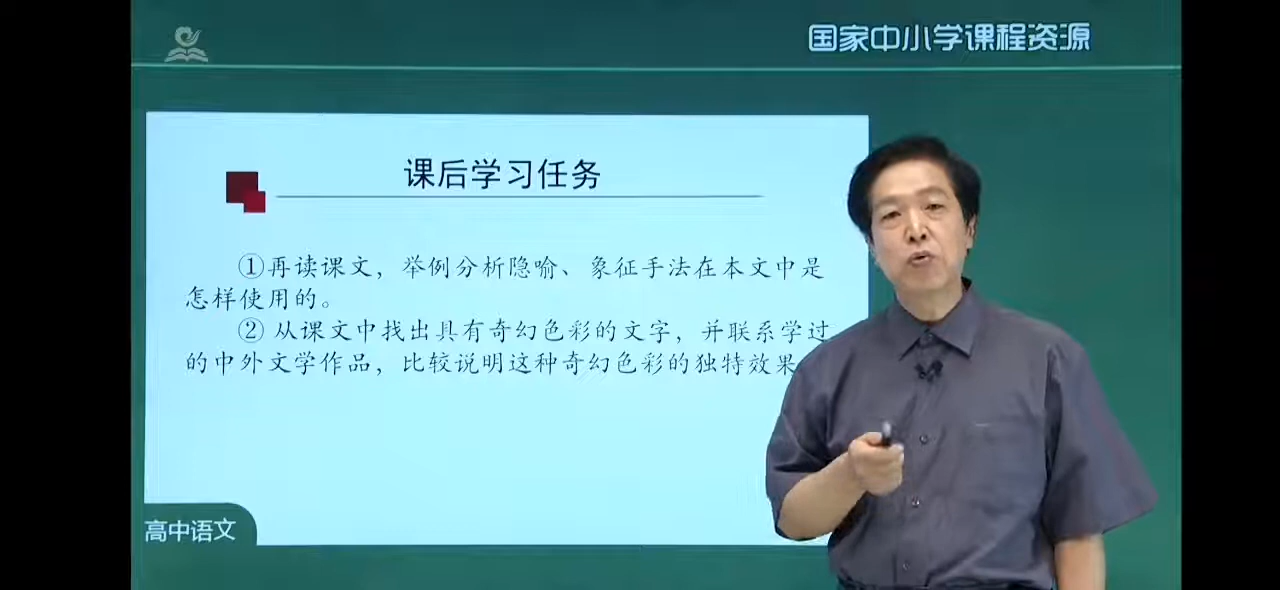 国家中小学课程资源
课后学习任务
①再读课文，举例分析隐喻、象征手法在本文中是
怎样使用的。
② 从课文中找出具有奇幻色彩的文字，并联系学过
的中外文学作品，比较说明这种奇幻色彩的独特效果
高中语文